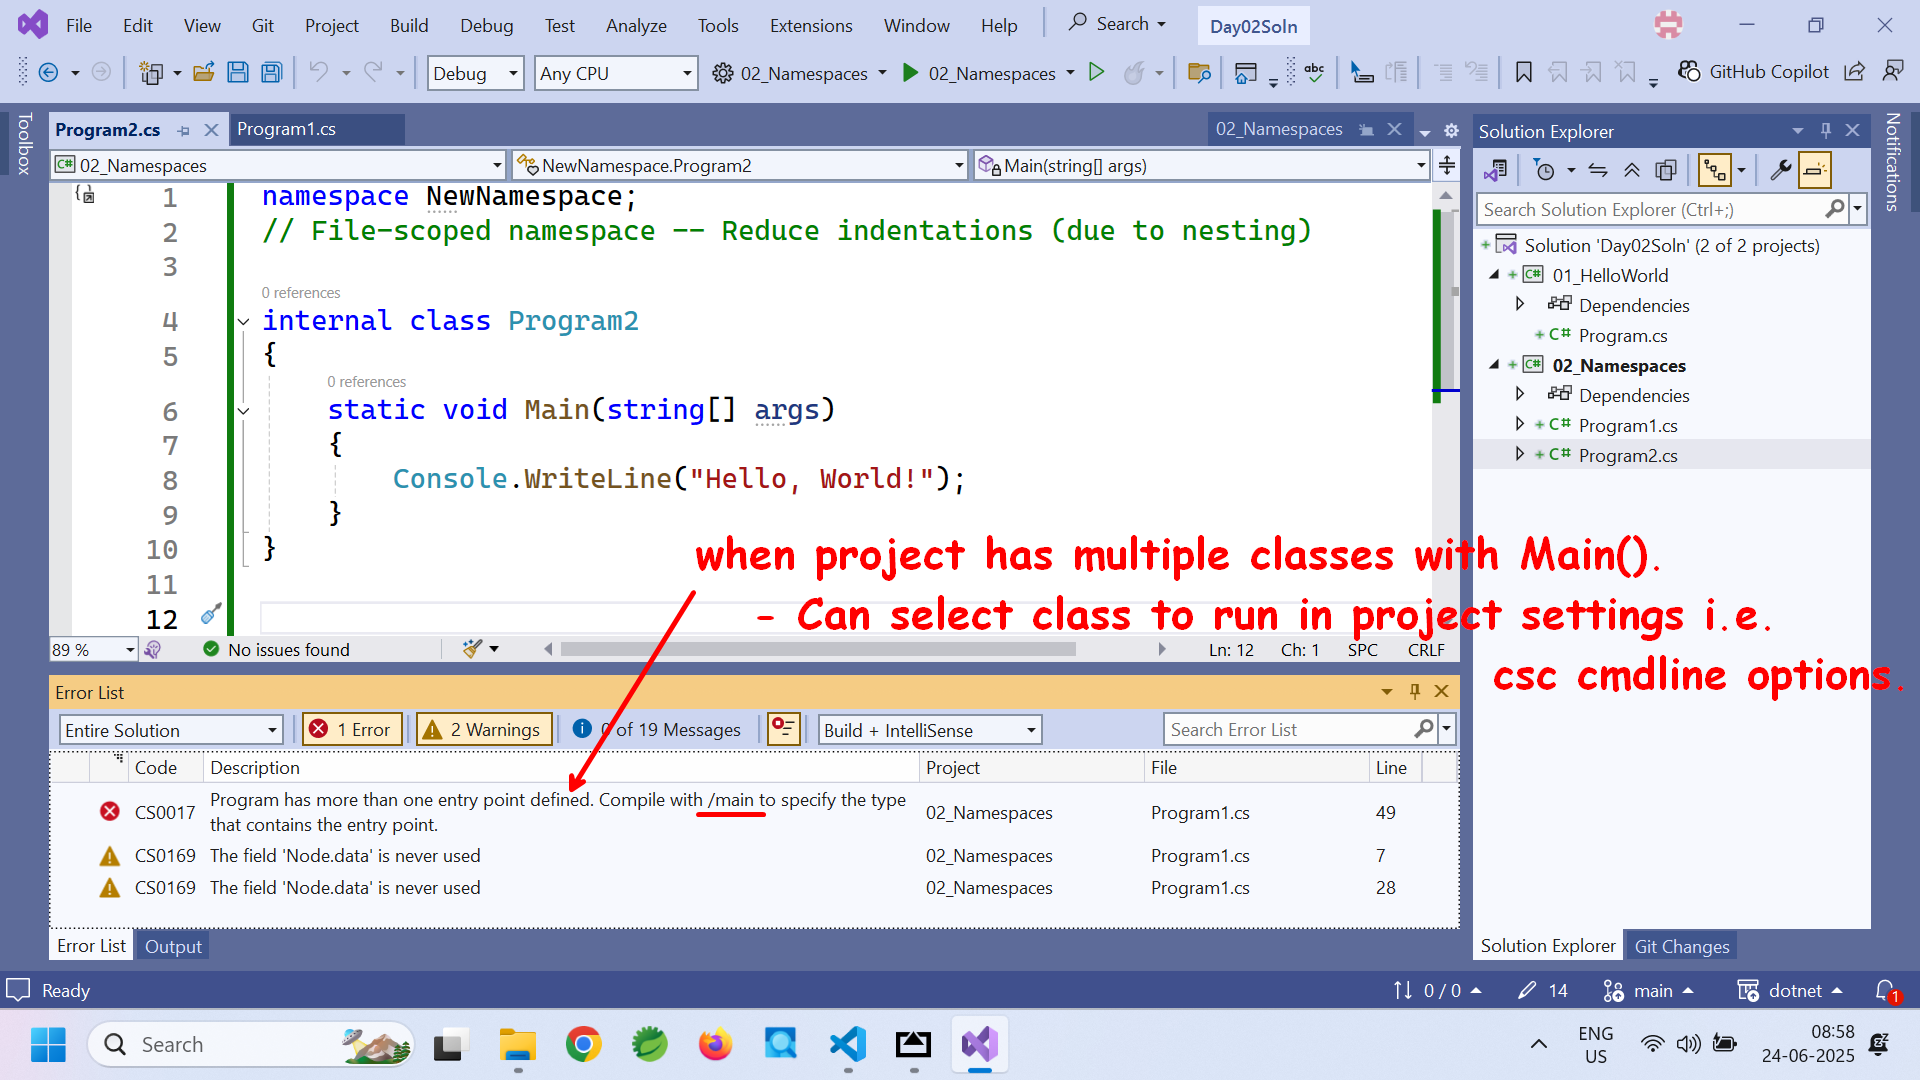 File Edit View Git Project Build Debug Test Analyze Tools Extensions Window Help Search Day02Soln
Debug Any CPU 02_Namespaces 02_Namespaces abc GitHub Copilot
Toolbox
Program2.cs Program1.cs 02_Namespaces
C# 02_Namespaces NewNamespace.Program2 Main(string[] args)
1 namespace NewNamespace;
2 // File-scoped namespace -- Reduce indentations (due to nesting)
3
0 references
4 internal class Program2
5 {
0 references
6 static void Main(string[] args)
7 {
8 Console.WriteLine("Hello, World!");
9 }
10 }
11
12
when project has multiple classes with Main().
- Can select class to run in project settings i.e.
csc cmdline options.
89 % No issues found Ln: 12 Ch: 1 SPC CRLF
Error List
Entire Solution 1 Error 2 Warnings 0 of 19 Messages Build + IntelliSense Search Error List
Code Description Project File Line
CS0017 Program has more than one entry point defined. Compile with /main to specify the type that contains the entry point. 02_Namespaces Program1.cs 49
CS0169 The field 'Node.data' is never used 02_Namespaces Program1.cs 7
CS0169 The field 'Node.data' is never used 02_Namespaces Program1.cs 28
Error List Output
Solution Explorer
Search Solution Explorer (Ctrl+;)
Solution 'Day02Soln' (2 of 2 projects)
C# 01_HelloWorld
Dependencies
C# Program.cs
C# 02_Namespaces
Dependencies
C# Program1.cs
C# Program2.cs
Solution Explorer Git Changes
Notifications
Ready 0 / 0 14 main dotnet 1
Search
ENG
US
08:58
24-06-2025